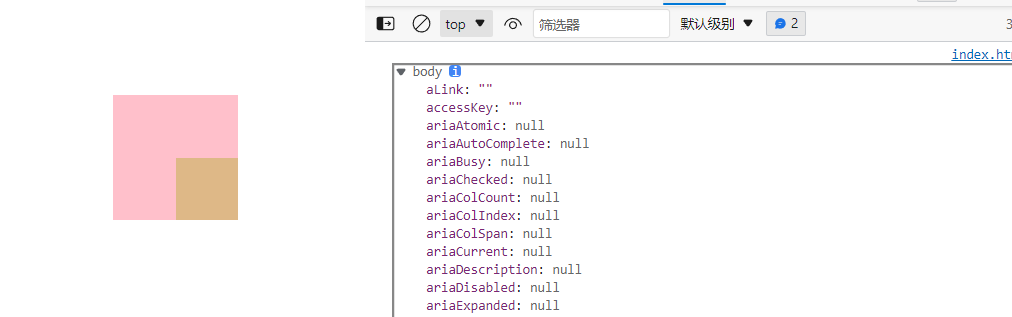 top 筛选器 默认级别 2 3
index.htm
body i
aLink: ""
accessKey: ""
ariaAtomic: null
ariaAutoComplete: null
ariaBusy: null
ariaChecked: null
ariaColCount: null
ariaColIndex: null
ariaColSpan: null
ariaCurrent: null
ariaDescription: null
ariaDisabled: null
ariaExpanded: null